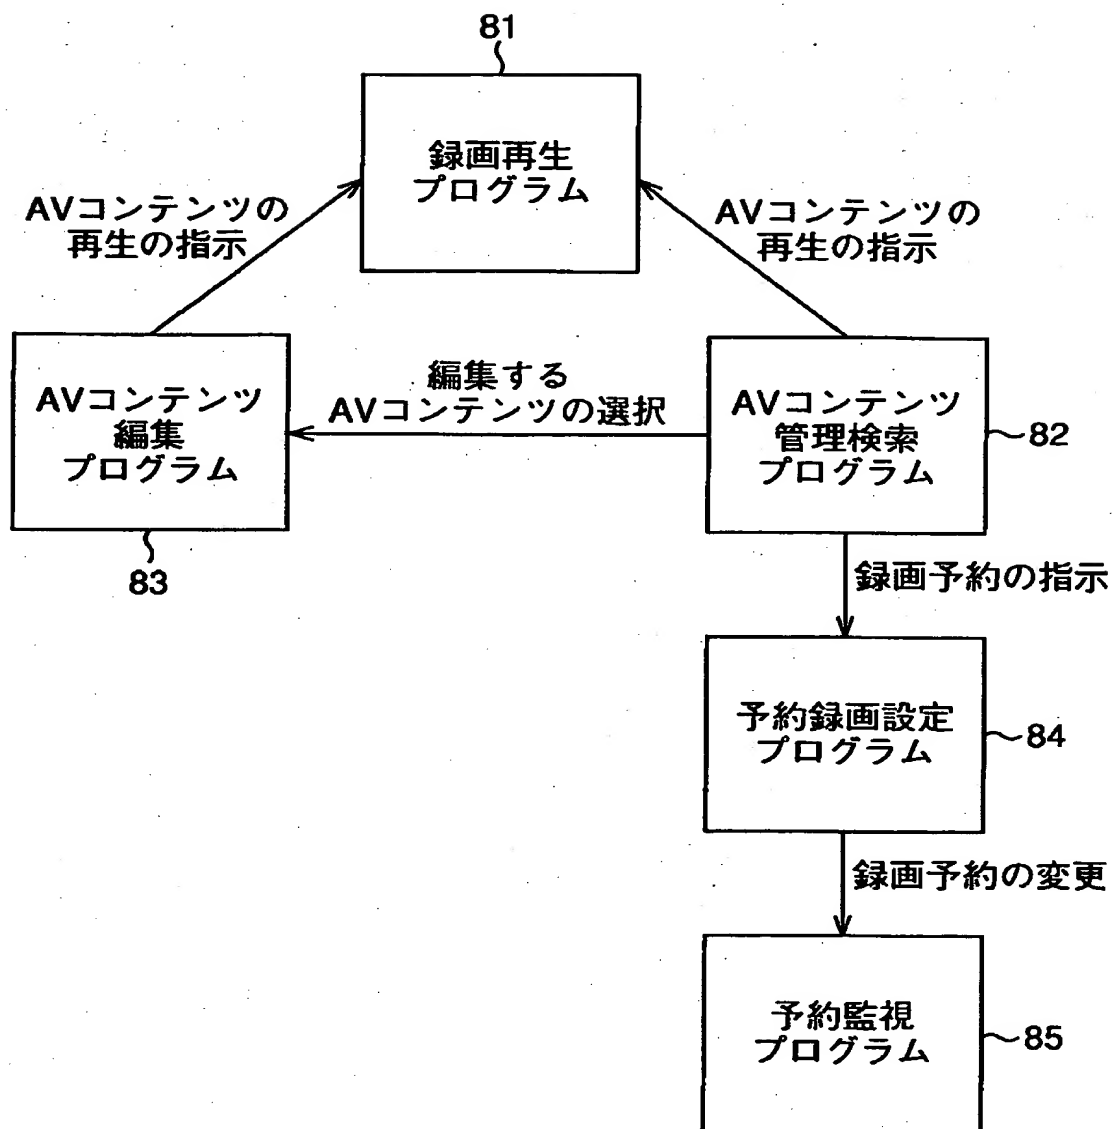 81
録画再生
プログラム
AVコンテンツの
再生の指示
AVコンテンツの
再生の指示
AVコンテンツ
編集
プログラム
83
編集する
AVコンテンツの選択
AVコンテンツ
管理検索
プログラム
82
録画予約の指示
予約録画設定
プログラム
84
録画予約の変更
予約監視
プログラム
85